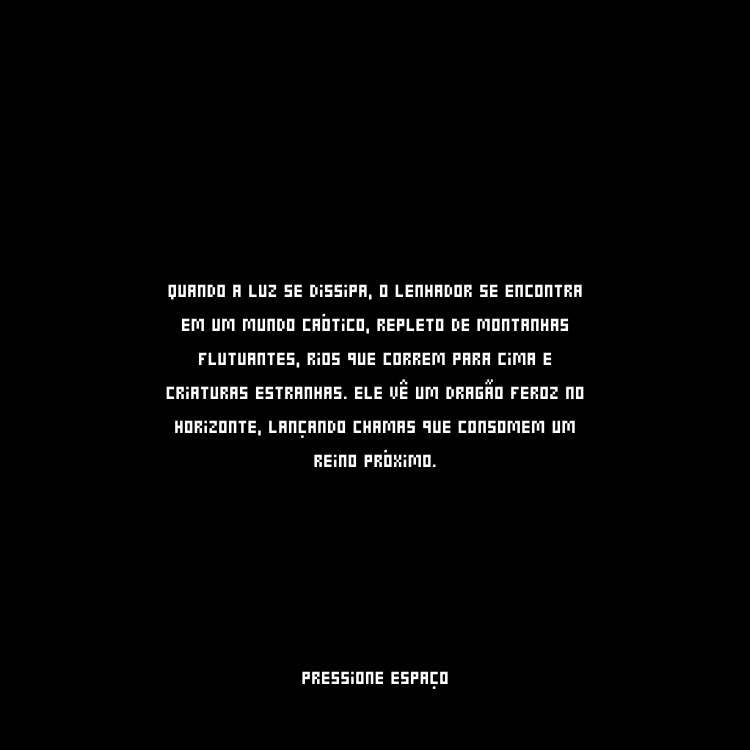 QUANDO A LUZ SE DISSIPA, O LENHADOR SE ENCONTRA
EM UM MUNDO CAÓTICO, REPLETO DE MONTANHAS
FLUTUANTES, RIOS QUE CORREM PARA CIMA E
CRIATURAS ESTRANHAS. ELE VÊ UM DRAGÃO FEROZ NO
HORIZONTE, LANÇANDO CHAMAS QUE CONSOMEM UM
REINO PRÓXIMO.
PRESSIONE ESPAÇO